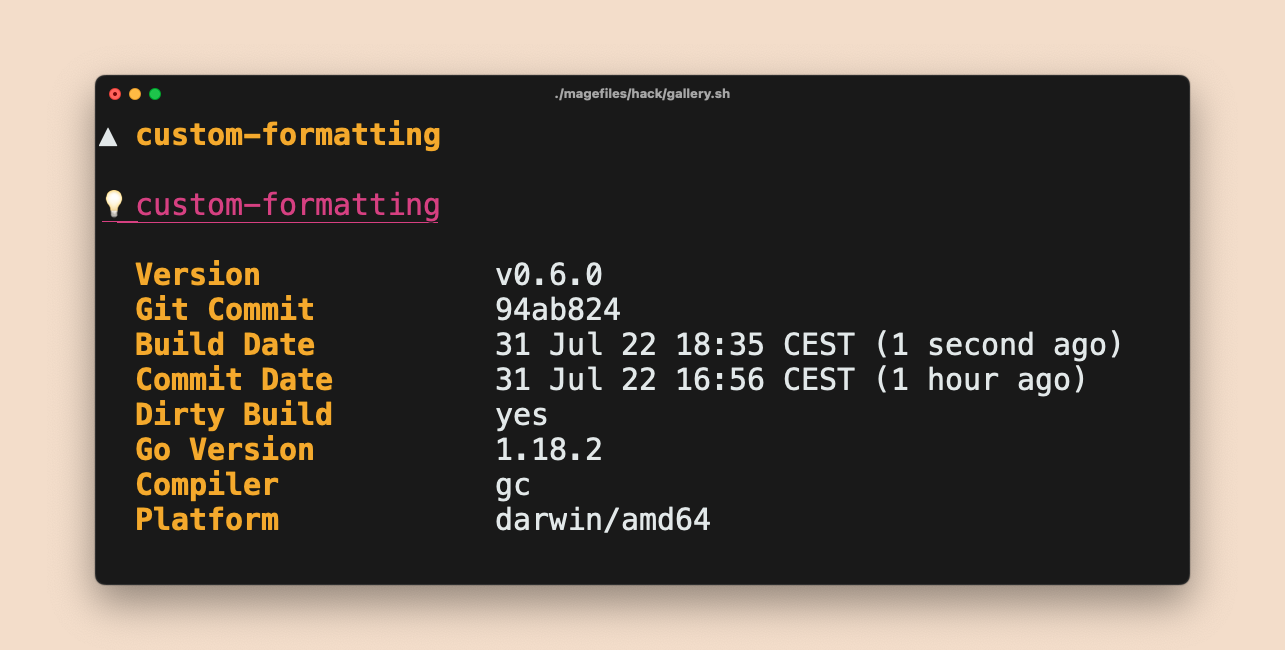 ./magefiles/hack/gallery.sh
▲ custom-formatting
💡 custom-formatting
Version v0.6.0
Git Commit 94ab824
Build Date 31 Jul 22 18:35 CEST (1 second ago)
Commit Date 31 Jul 22 16:56 CEST (1 hour ago)
Dirty Build yes
Go Version 1.18.2
Compiler gc
Platform darwin/amd64